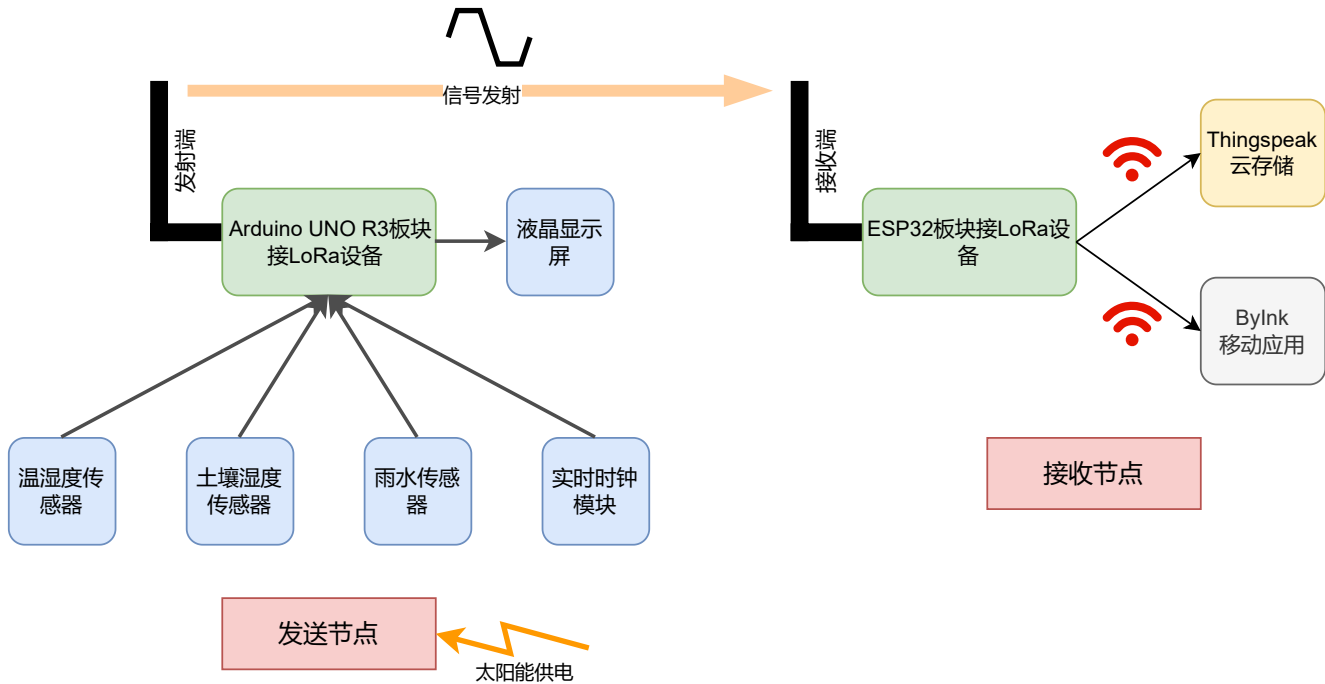 信号发射
发射端
接收端
Thingspeak
云存储
Arduino UNO R3板块
接LoRa设备
液晶显示
屏
ESP32板块接LoRa设
备
ByInk
移动应用
温湿度传
感器
土壤湿度
传感器
雨水传感
器
实时时钟
模块
接收节点
发送节点
太阳能供电